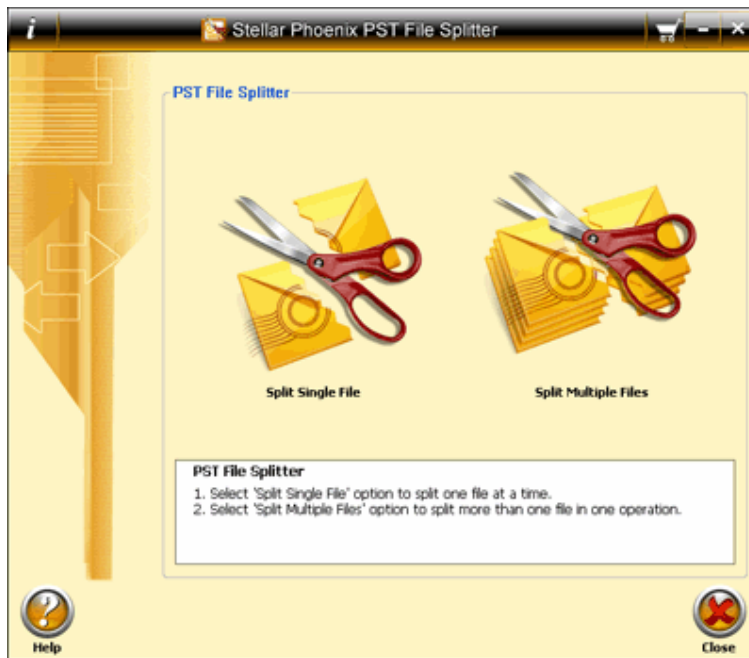 i
Stellar Phoenix PST File Splitter
PST File Splitter
Split Single File
Split Multiple Files
PST File Splitter
1. Select 'Split Single File' option to split one file at a time.
2. Select 'Split Multiple Files' option to split more than one file in one operation.
?
Help
Close